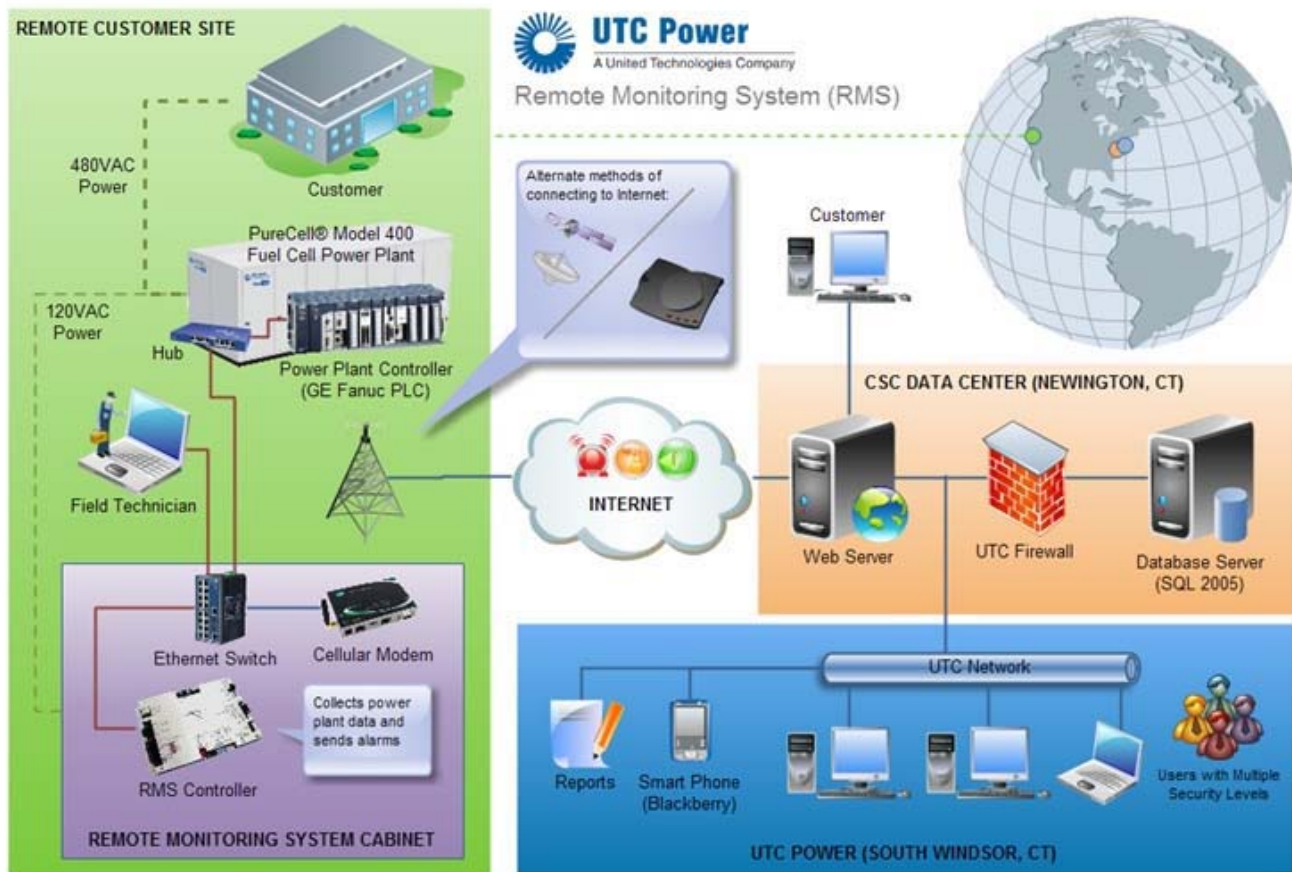 REMOTE CUSTOMER SITE
UTC Power
A United Technologies Company
Remote Monitoring System (RMS)
480VAC
Power
Customer
Alternate methods of
connecting to Internet:
Customer
PureCell® Model 400
Fuel Cell Power Plant
120VAC
Power
Hub
Power Plant Controller
(GE Fanuc PLC)
CSC DATA CENTER (NEWINGTON, CT)
Field Technician
INTERNET
Web Server
UTC Firewall
Database Server
(SQL 2005)
Ethernet Switch
Cellular Modem
UTC Network
Collects power
plant data and
sends alarms
RMS Controller
Reports
Smart Phone
(Blackberry)
Users with Multiple
Security Levels
REMOTE MONITORING SYSTEM CABINET
UTC POWER (SOUTH WINDSOR, CT)